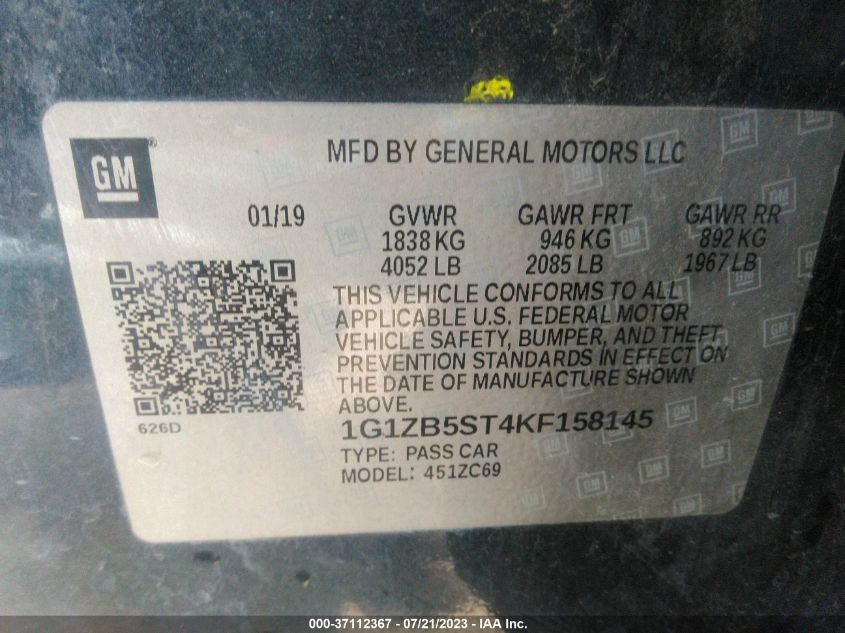 GM
MFD BY GENERAL MOTORS LLC
01/19 GVWR GAWR FRT GAWR RR
1838 KG 946 KG 892 KG
4052 LB 2085 LB 1967 LB
THIS VEHICLE CONFORMS TO ALL
APPLICABLE U.S. FEDERAL MOTOR
VEHICLE SAFETY, BUMPER, AND THEFT
PREVENTION STANDARDS IN EFFECT ON
THE DATE OF MANUFACTURE SHOWN
ABOVE.
626D
1G1ZB5ST4KF158145
TYPE: PASS CAR
MODEL: 451ZC69
000-37112367 - 07/21/2023 - IAA Inc.